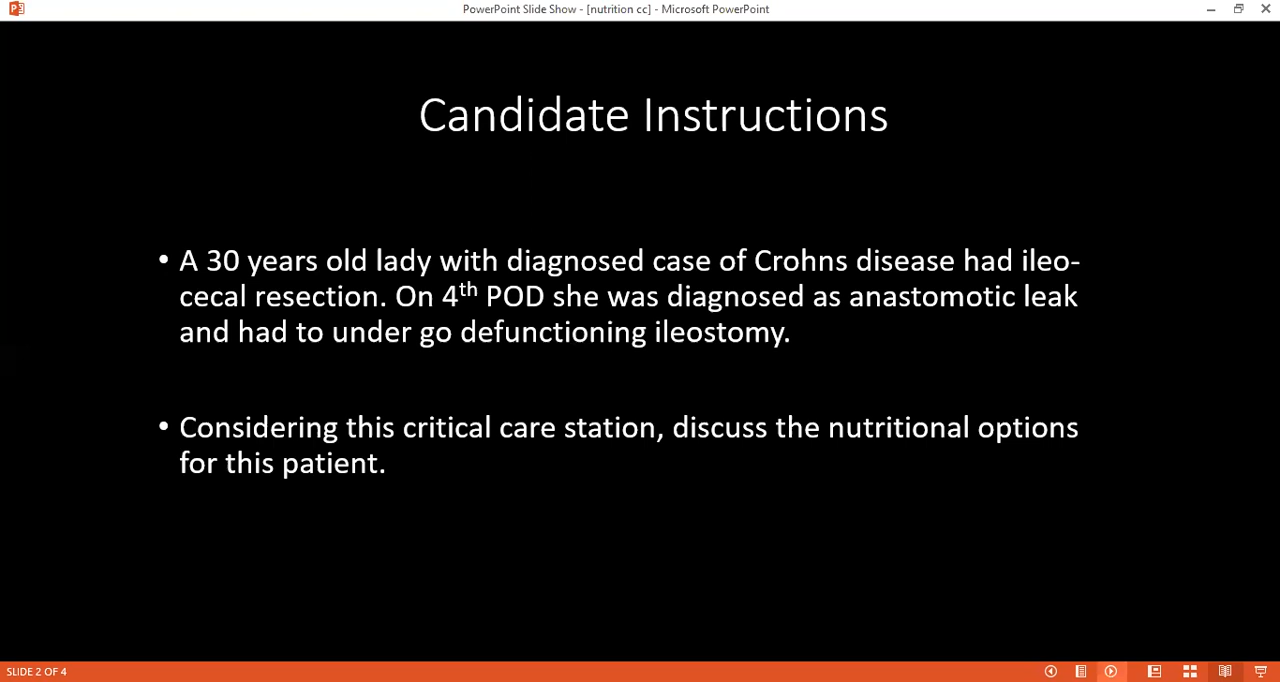 PowerPoint Slide Show - [nutrition cc] - Microsoft PowerPoint
Candidate Instructions
• A 30 years old lady with diagnosed case of Crohns disease had ileo-
cecal resection. On 4th POD she was diagnosed as anastomotic leak
and had to under go defunctioning ileostomy.
• Considering this critical care station, discuss the nutritional options
for this patient.
SLIDE 2 OF 4